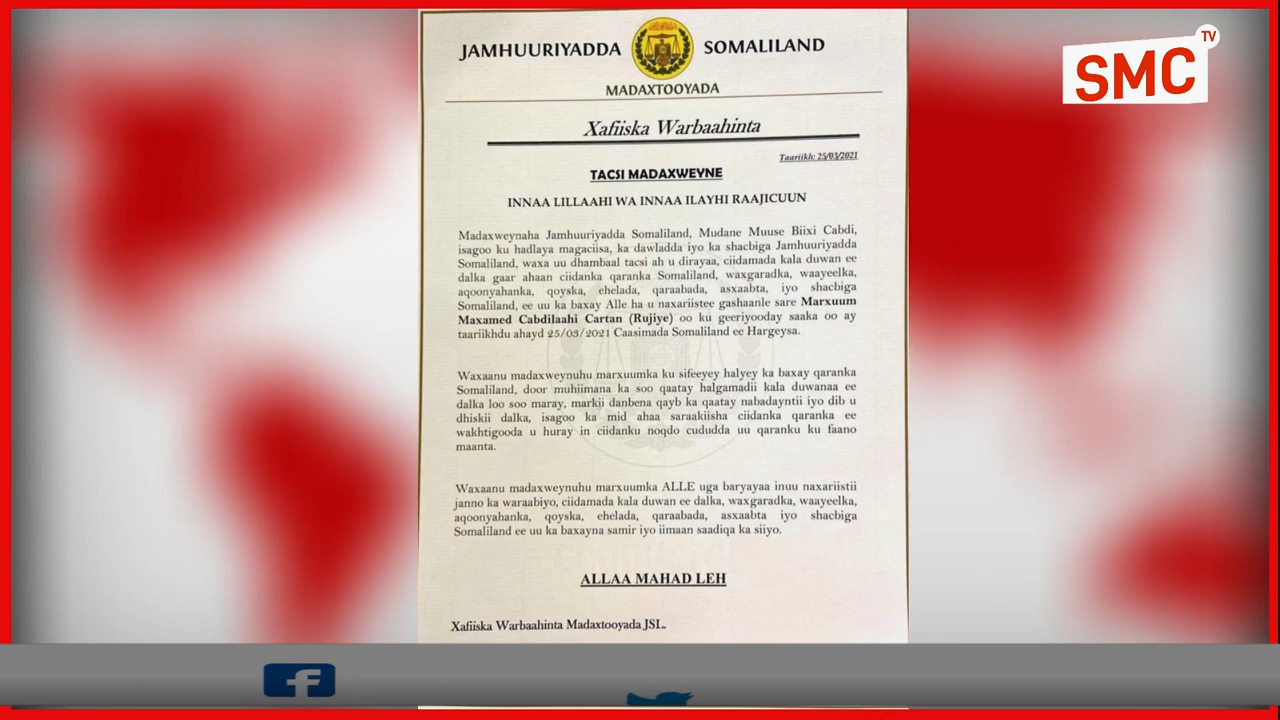 JAMHUURIYADDA SOMALILAND
MADAXTOOYADA
Xafiiska Warbaahinta
Taariikh: 25/03/2021
TACSI MADAXWEYNE
INNAA LILLAAHI WA INNAA ILAYHI RAAJICUUN
Madaxweynaha Jamhuuriyadda Somaliland, Mudane Muuse Biixi Cabdi,
isagoo ku hadlaya magaciisa, ka dawladda iyo ka shacbiga Jamhuuriyadda
Somaliland, waxa uu dhambaal tacsi ah u dirayaa, ciidamada kala duwan ee
dalka gaar ahaan ciidanka qaranka Somaliland, waxgaradka, waayeelka,
aqoonyahanka, qoyska, ehelada, qaraabada, asxaabta, iyo shacbiga
Somaliland, ee uu ka baxay Alle ha u naxariistee gashaanle sare Marxuum
Maxamed Cabdilaahi Cartan (Rujiye) oo ku geeriyooday saaka oo ay
taariikhdu ahayd 25/03/2021 Caasimada Somaliland ee Hargeysa.
Waxaanu madaxweynuhu marxuumka ku sifeeyey halyey ka baxay qaranka
Somaliland, door muhiimana ka soo qaatay halgamadii kala duwanaa ee
dalka loo soo maray, markii danbena qayb ka qaatay nabadayntii iyo dib u
dhiskii dalka, isagoo ka mid ahaa saraakiisha ciidanka qaranka ee
wakhtigooda u huray in ciidanku noqdo cududda uu qaranku ku faano
maanta.
Waxaanu madaxweynuhu marxuumka ALLE uga baryayaa inuu naxariistii
janno ka waraabiyo, ciidamada kala duwan ee dalka, waxgaradka, waayeelka,
aqoonyahanka, qoyska, ehelada, qaraabada, asxaabta iyo shacbiga
Somaliland ee uu ka baxayna samir iyo iimaan saadiqa ka siiyo.
ALLAA MAHAD LEH
Xafiiska Warbaahinta Madaxtooyada JSL.
SMC TV